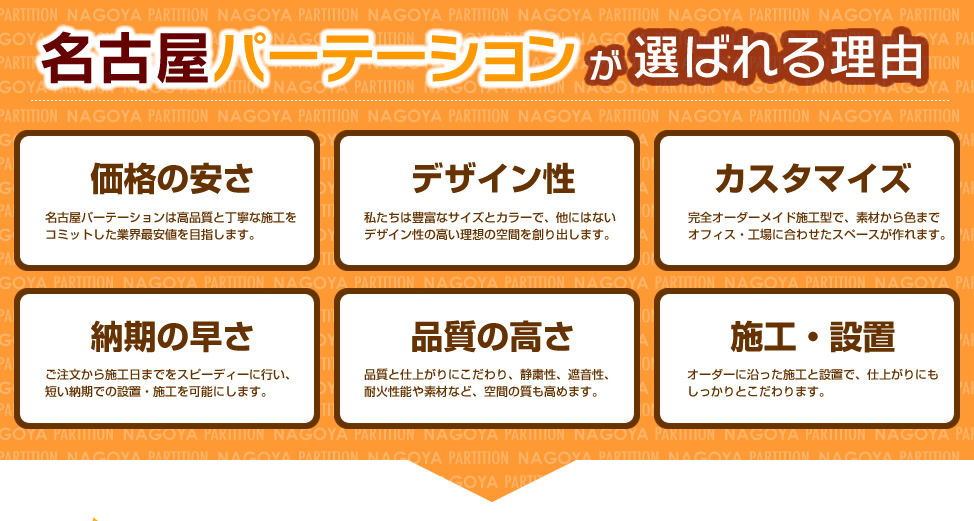 名古屋パーテーションが選ばれる理由
価格の安さ
名古屋パーテーションは高品質と丁寧な施工を
コミットした業界最安値を目指します。
デザイン性
私たちは豊富なサイズとカラーで、他にはない
デザイン性の高い理想の空間を創り出します。
カスタマイズ
完全オーダーメイド施工型で、素材から色まで
オフィス・工場に合わせたスペースが作れます。
納期の早さ
ご注文から施工日までをスピーディーに行い、
短い納期での設置・施工を可能にします。
品質の高さ
品質と仕上がりにこだわり、静粛性、遮音性、
耐火性能や素材など、空間の質も高めます。
施工・設置
オーダーに沿った施工と設置で、仕上がりにも
しっかりとこだわります。
NAGOYA PARTITION